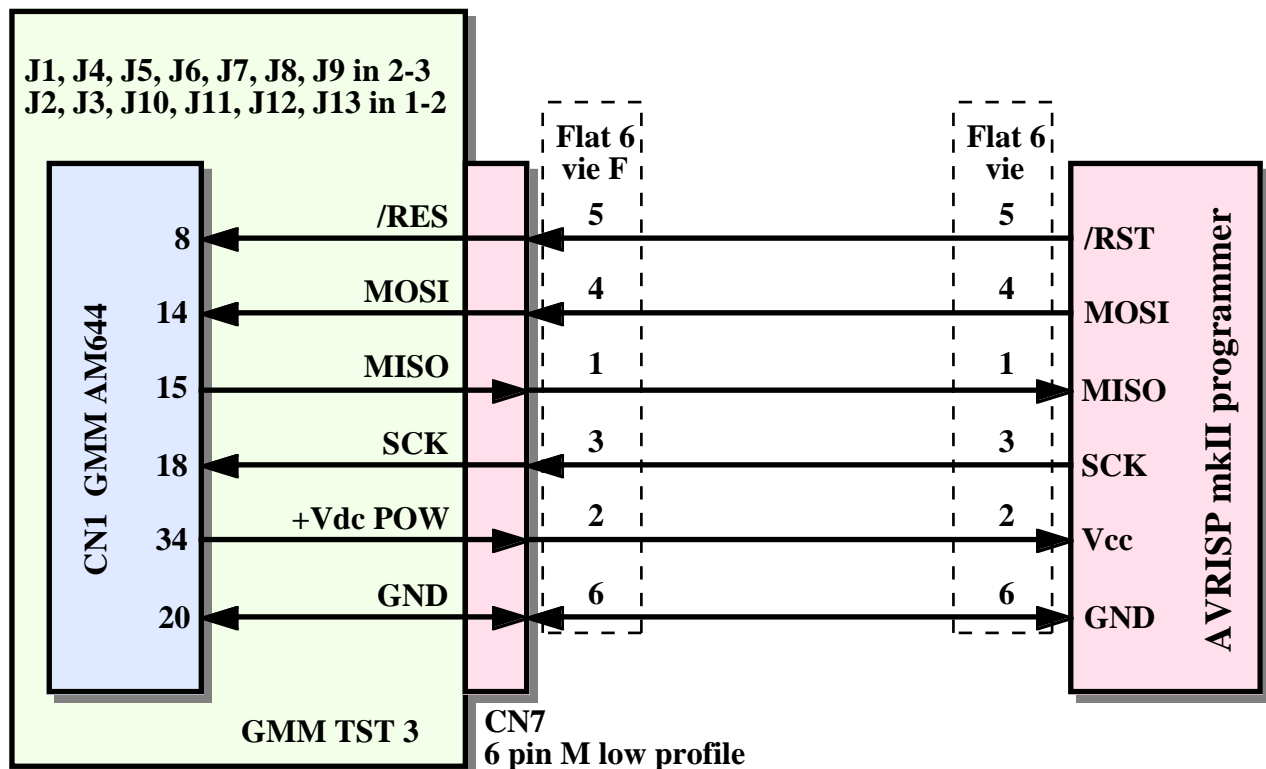 J1, J4, J5, J6, J7, J8, J9 in 2-3
J2, J3, J10, J11, J12, J13 in 1-2
Flat 6
vie F
Flat 6
vie
/RES
5
5
8
/RST
MOSI
4
4
14
MOSI
MISO
1
1
15
MISO
SCK
3
3
18
SCK
+Vdc POW
2
2
34
Vcc
GND
6
6
20
GND
CN1 GMM AM644
AVRISP mkII programmer
GMM TST 3
CN7
6 pin M low profile